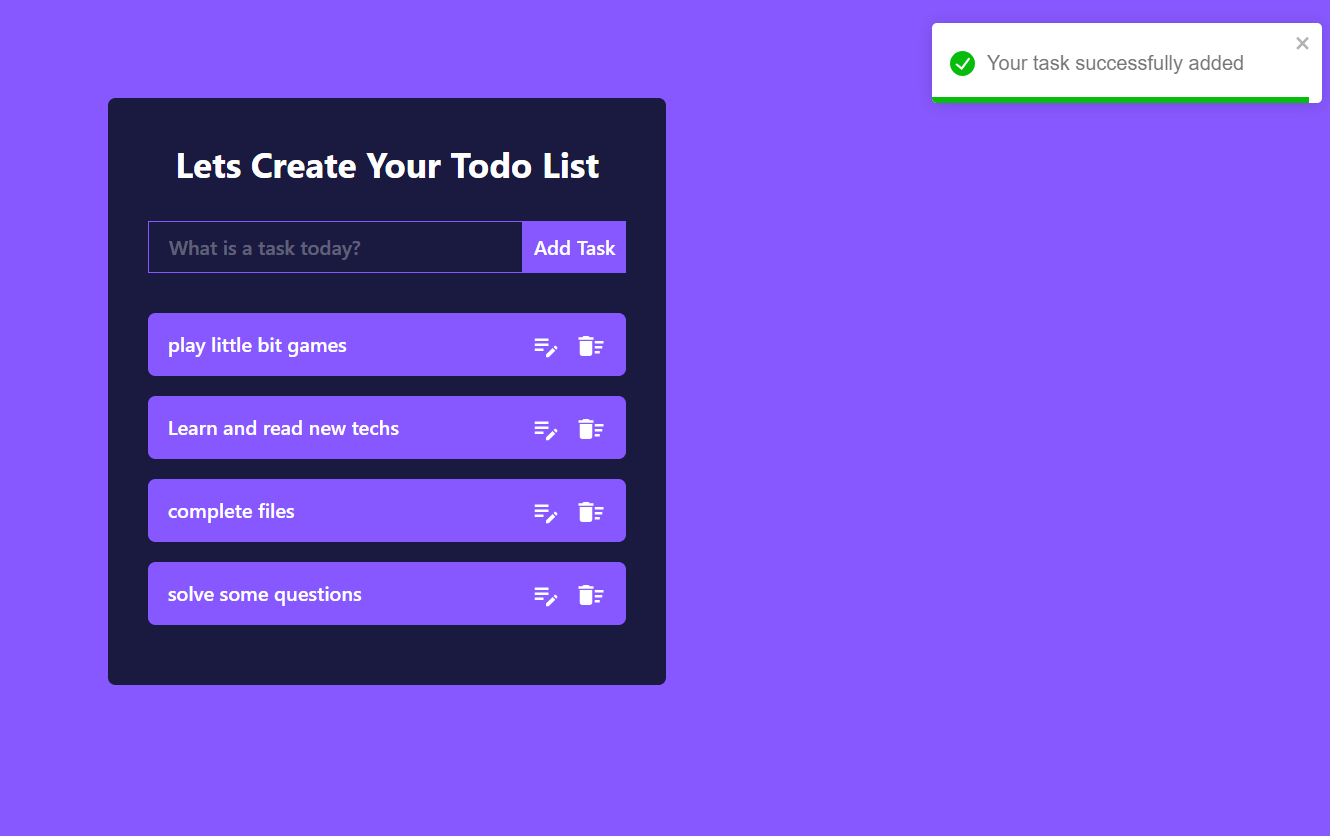 Your task successfully added
Lets Create Your Todo List
What is a task today?
Add Task
play little bit games
Learn and read new techs
complete files
solve some questions